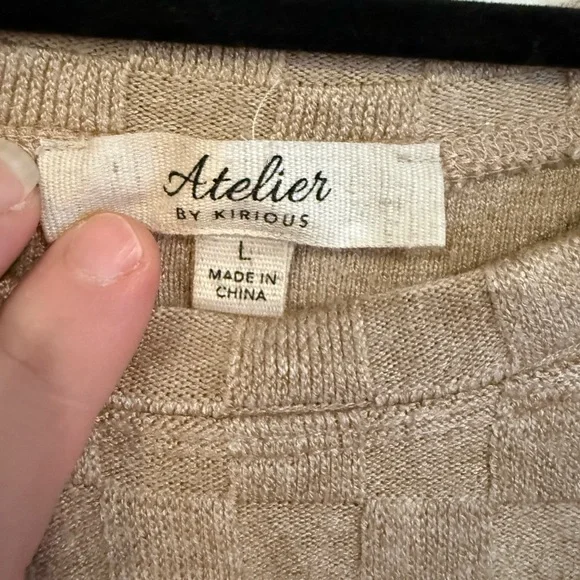 Atelier
BY KIRIOUS
L
MADE IN
CHINA